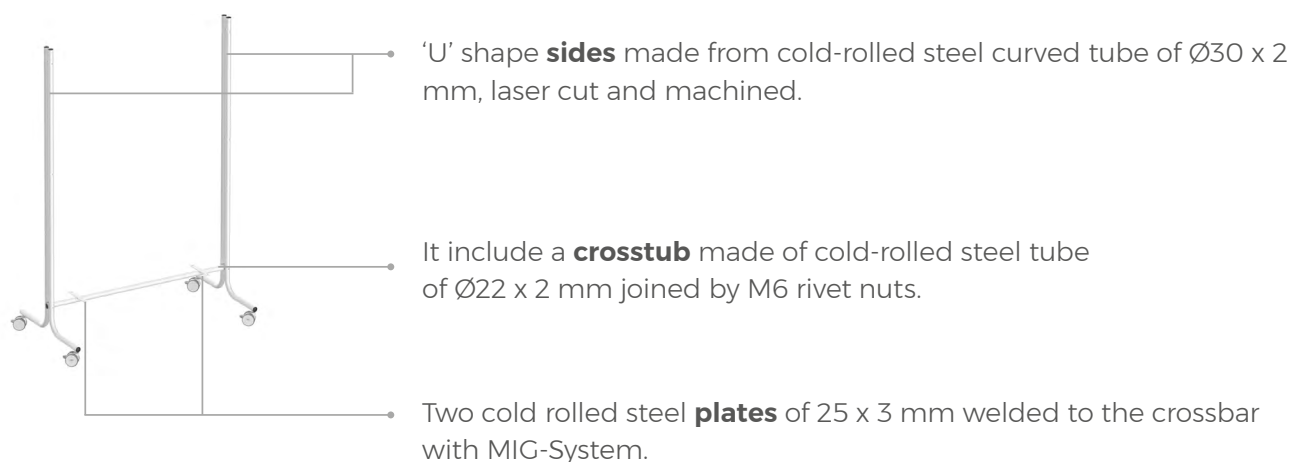 ‘U’ shape sides made from cold-rolled steel curved tube of Ø30 x 2
mm, laser cut and machined.
It include a crosstub made of cold-rolled steel tube
of Ø22 x 2 mm joined by M6 rivet nuts.
Two cold rolled steel plates of 25 x 3 mm welded to the crossbar
with MIG-System.